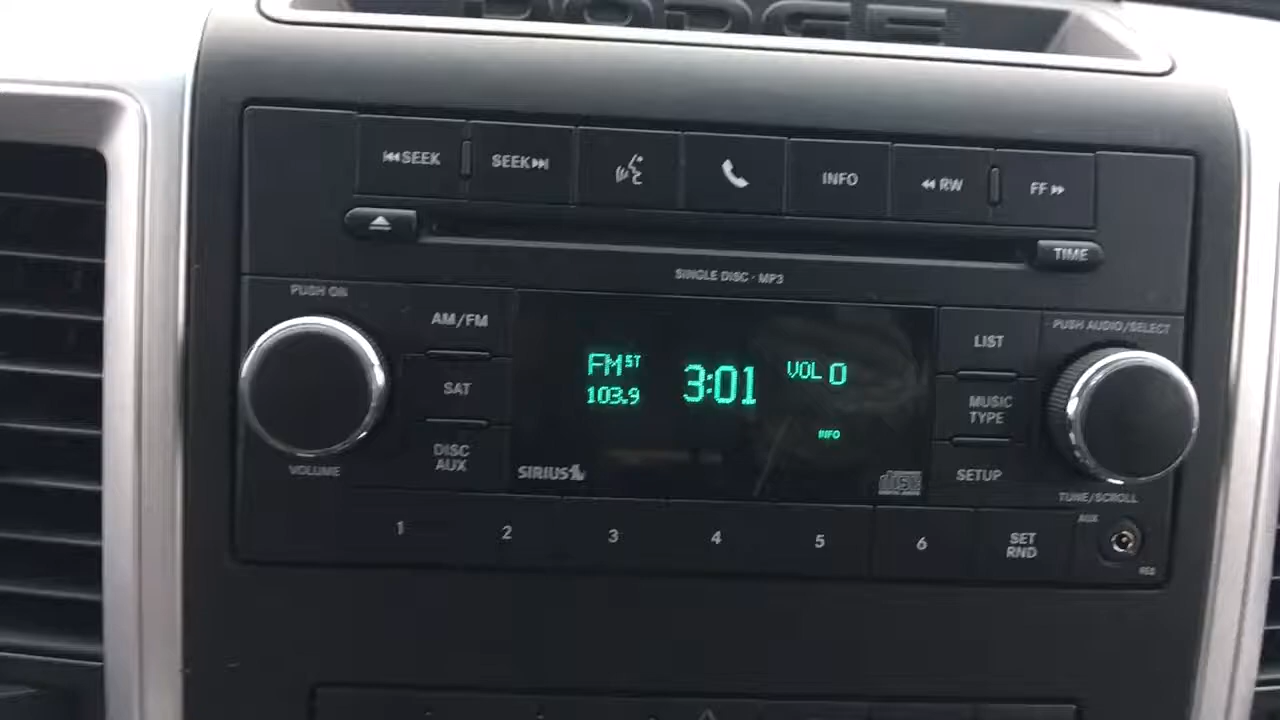 DODGE
SEEK
SEEK
INFO
RW
FF
TIME
SINGLE DISC · MP3
PUSH ON
AM/FM
LIST
PUSH AUDIO/SELECT
FM ST
3:01
VOL 0
103.9
SAT
MUSIC
TYPE
INFO
DISC
AUX
SIRIUS
SETUP
VOLUME
TUNE/SCROLL
1
2
3
4
5
6
SET
RND
AUX